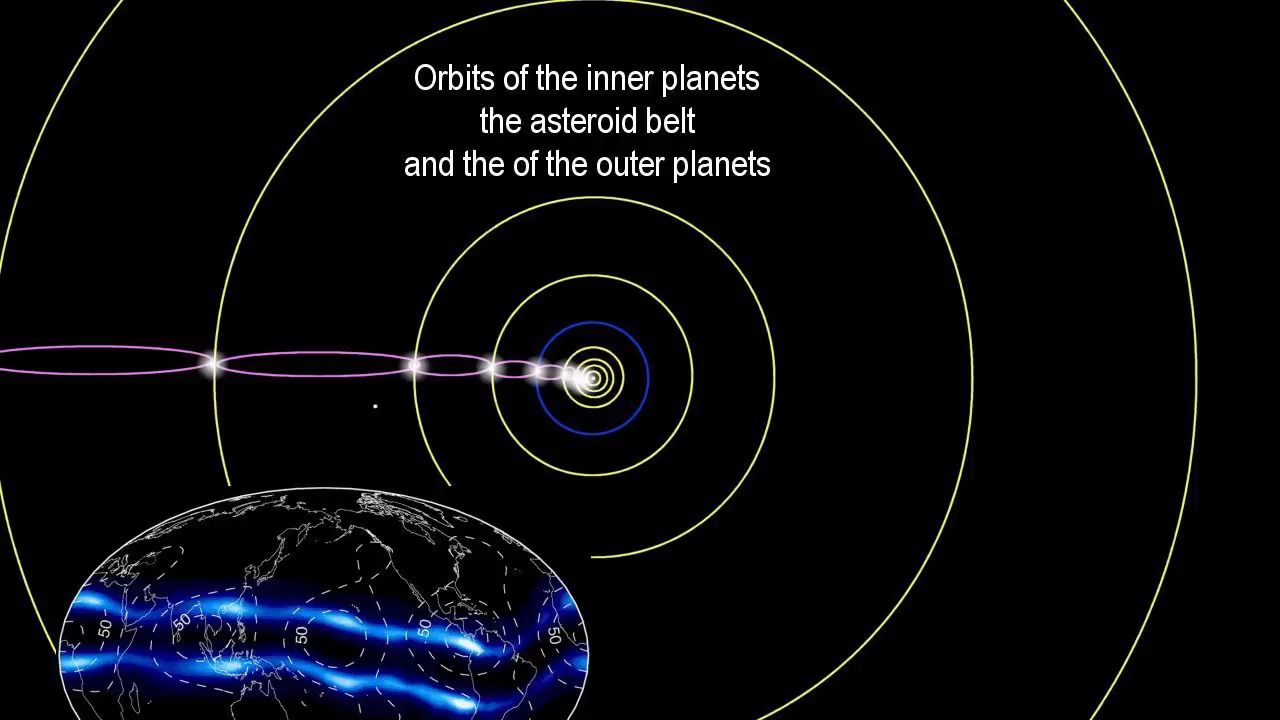 Orbits of the inner planets
the asteroid belt
and the of the outer planets
50
50
50
50
50